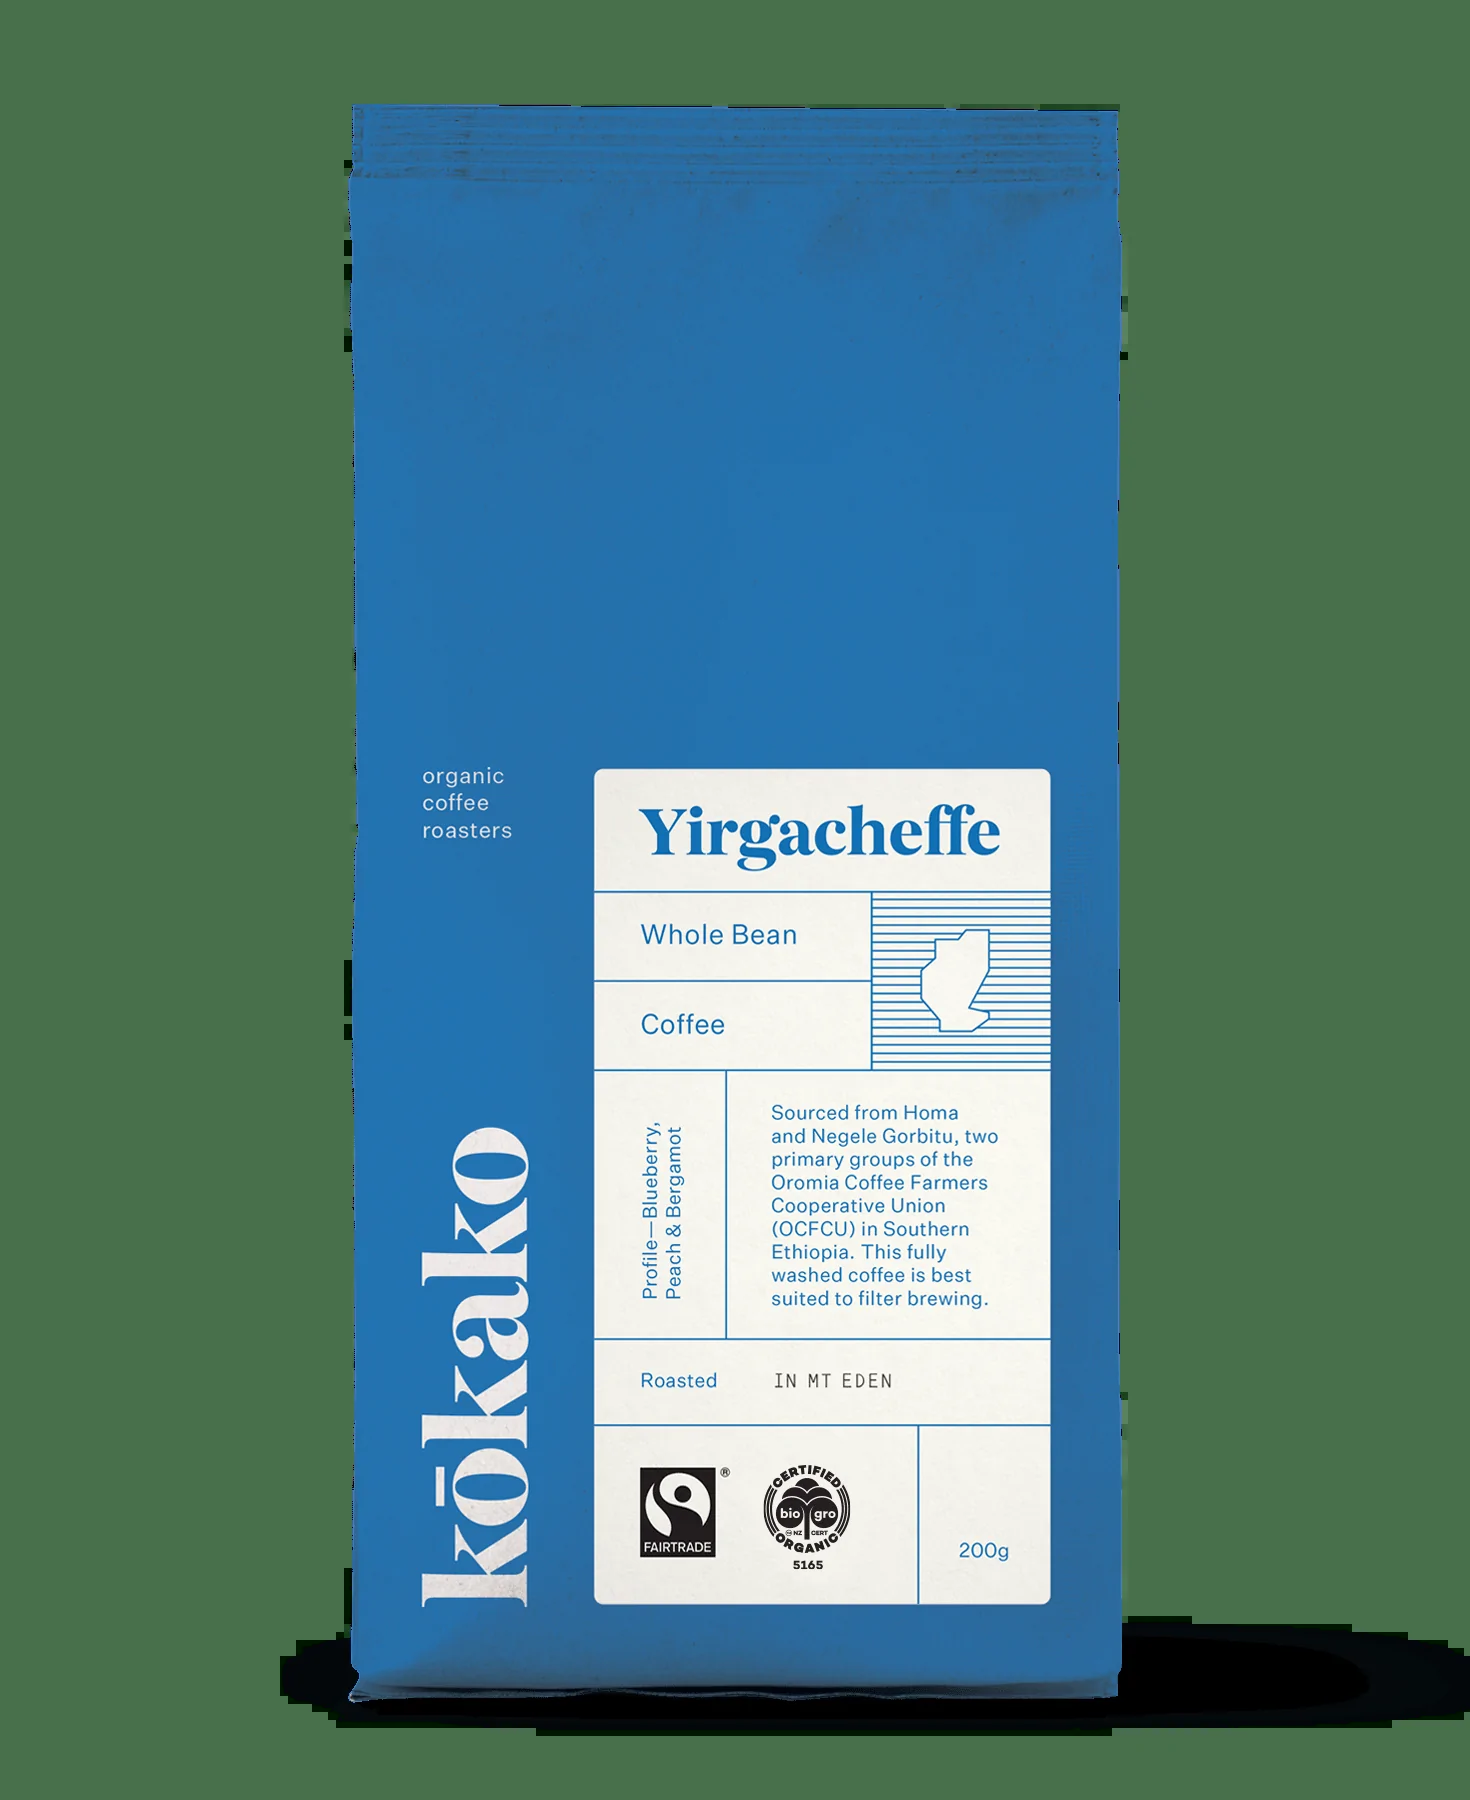 organic
coffee
roasters
kōkako
Yirgacheffe
Whole Bean
Coffee
Profile—Blueberry,
Peach & Bergamot
Sourced from Homa
and Negele Gorbitu, two
primary groups of the
Oromia Coffee Farmers
Cooperative Union
(OCFCU) in Southern
Ethiopia. This fully
washed coffee is best
suited to filter brewing.
Roasted IN MT EDEN
®
FAIRTRADE
CERTIFIED
bio gro
NZ CERT
ORGANIC
5165
200g